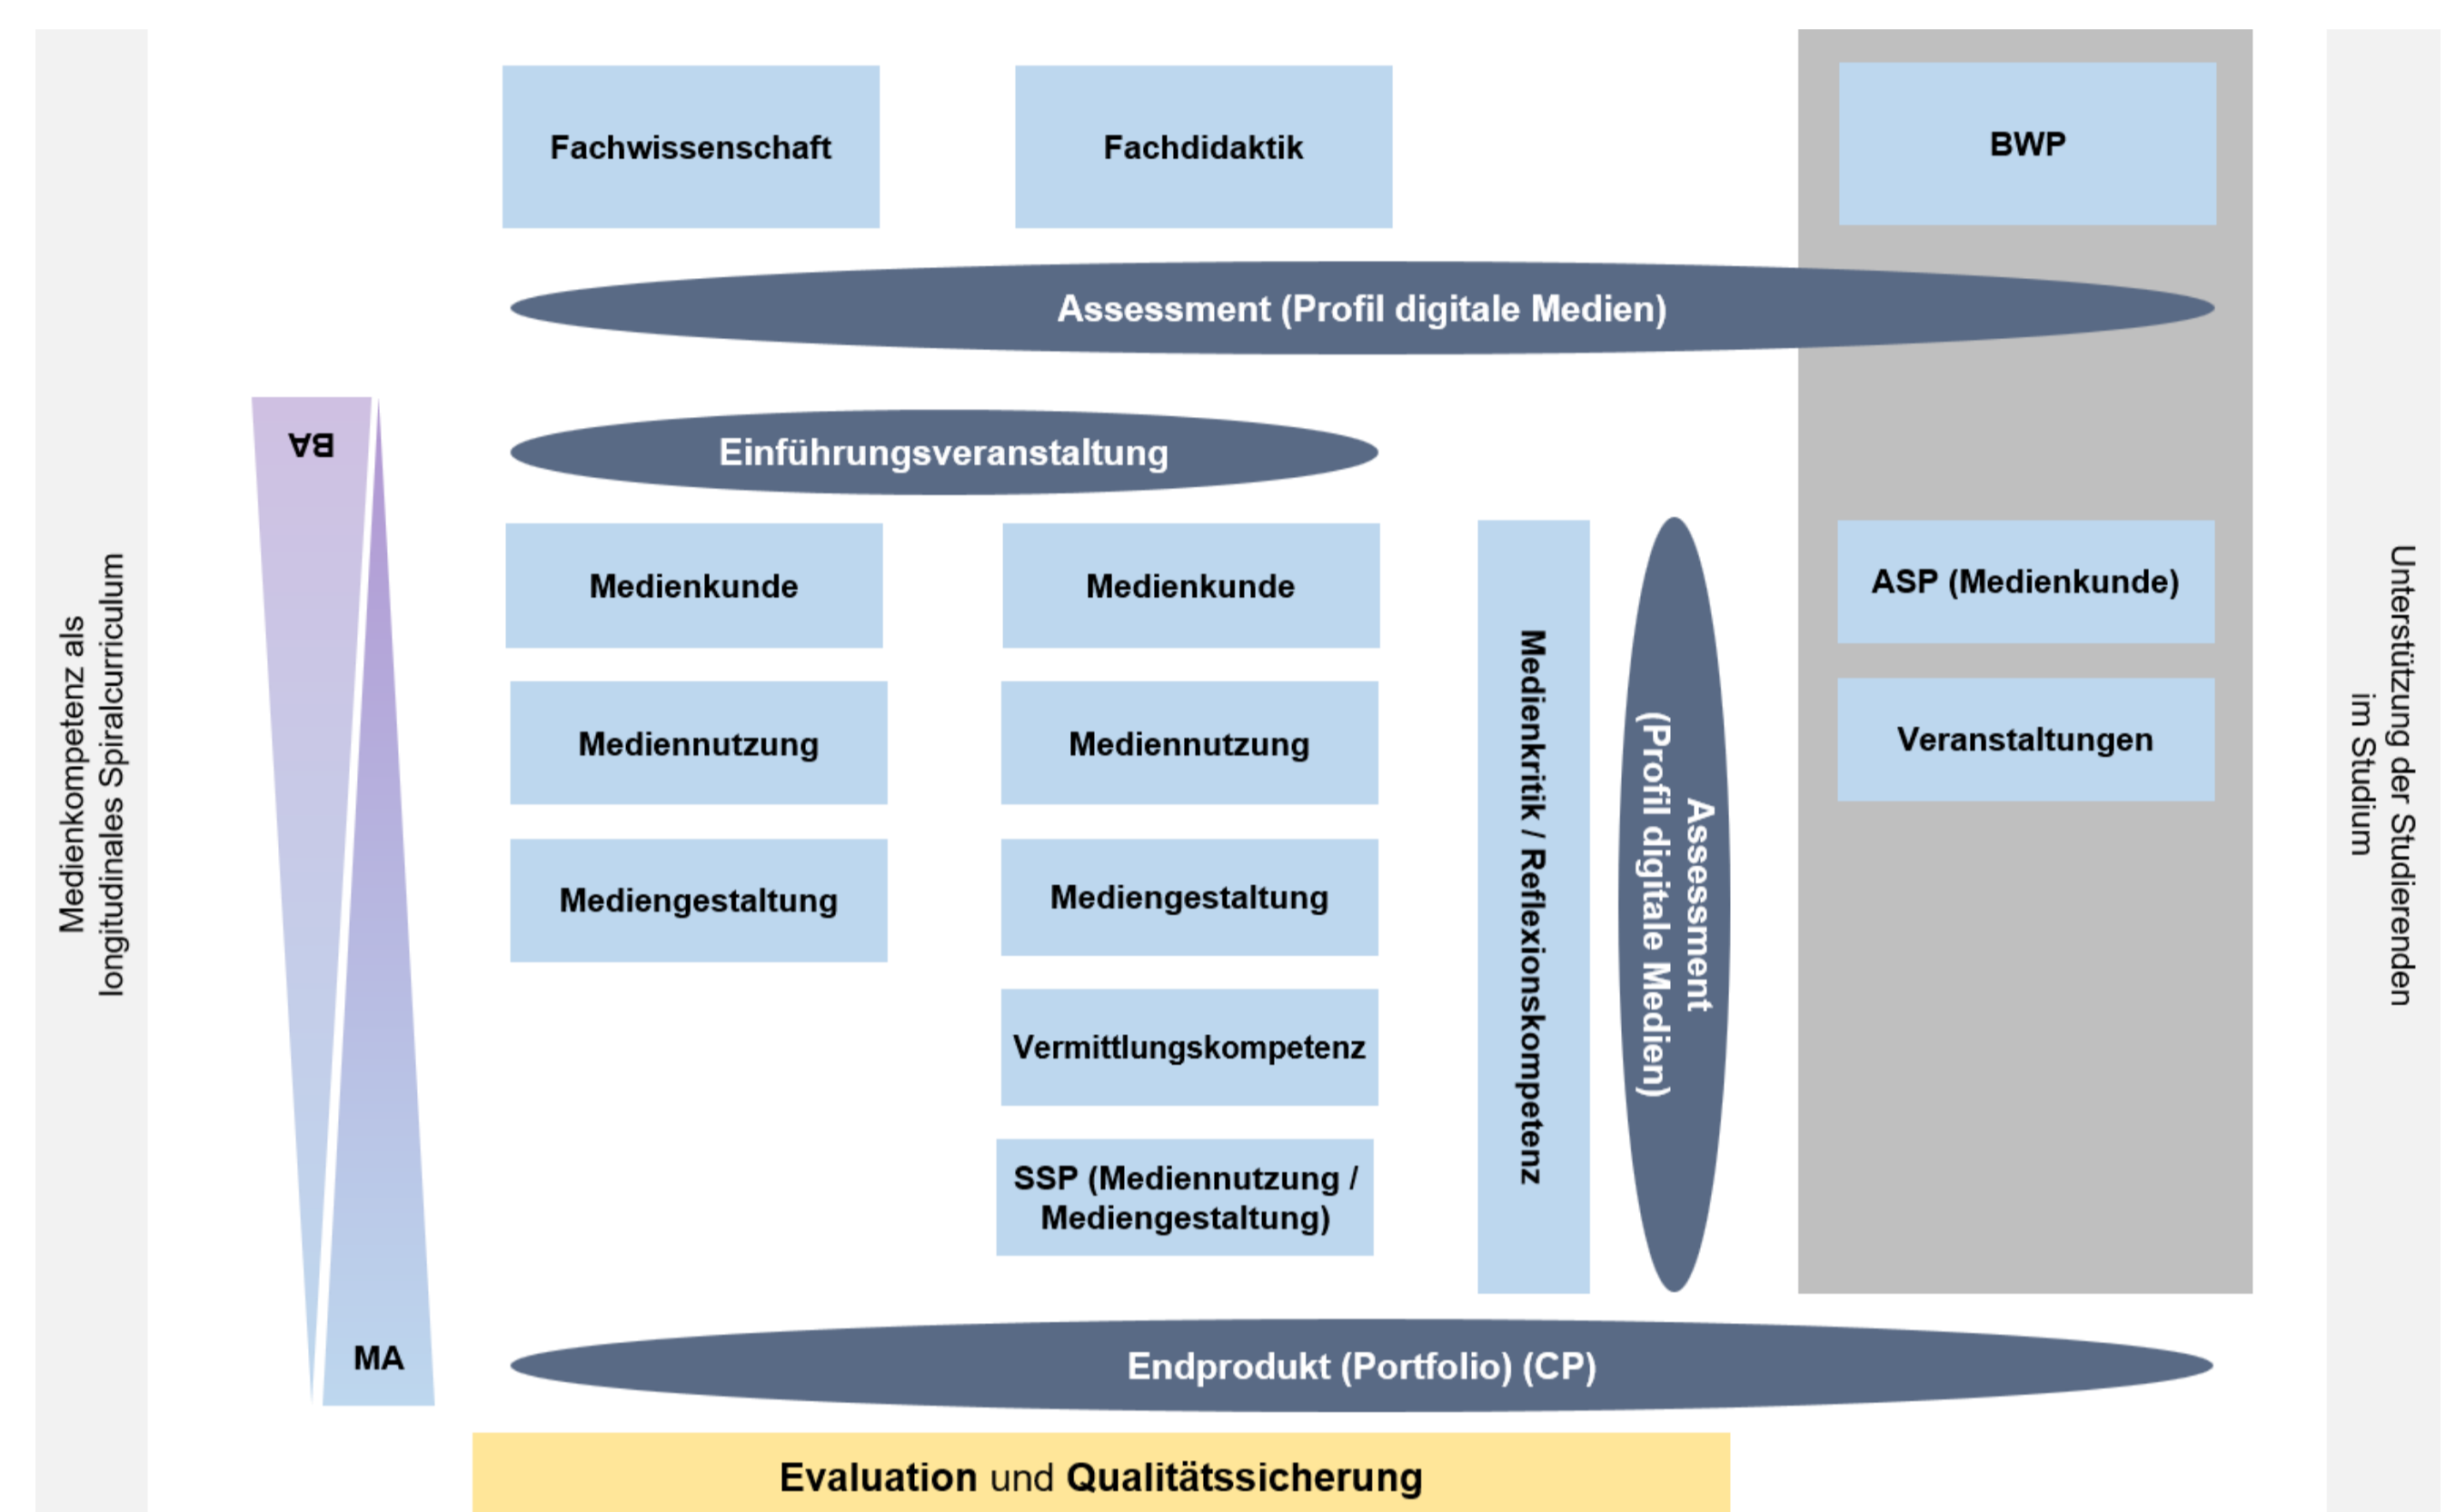 Medienkompetenz als
longitudinales Spiralcurriculum
Fachwissenschaft
Fachdidaktik
BWP
Assessment (Profil digitale Medien)
BA
Einführungsveranstaltung
Medienkunde
Medienkunde
ASP (Medienkunde)
Mediennutzung
Mediennutzung
Veranstaltungen
Mediengestaltung
Mediengestaltung
Vermittlungskompetenz
SSP (Mediennutzung /
Mediengestaltung)
Medienkritik / Reflexionskompetenz
Assessment
(Profil digitale Medien)
MA
Endprodukt (Portfolio) (CP)
Evaluation und Qualitätssicherung
Unterstützung der Studierenden
im Studium